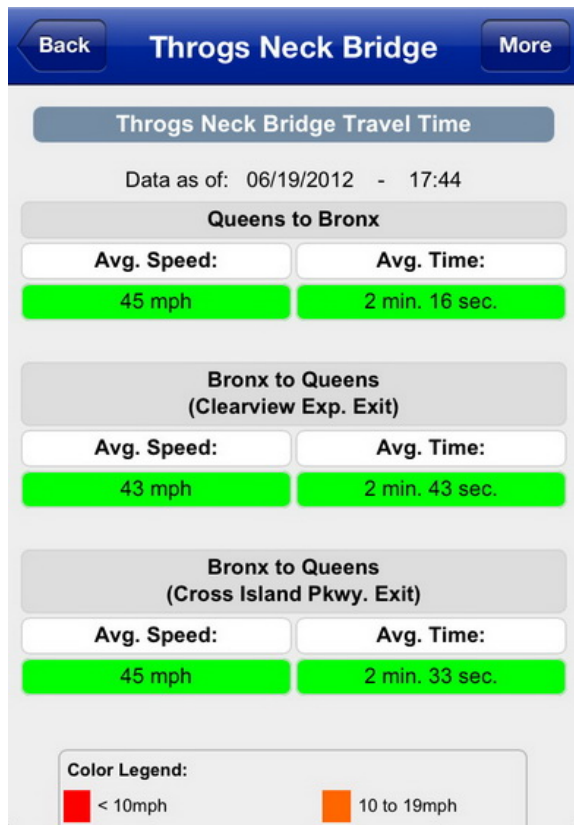 Back Throgs Neck Bridge More
Throgs Neck Bridge Travel Time
Data as of: 06/19/2012 - 17:44
Queens to Bronx
Avg. Speed: Avg. Time:
45 mph 2 min. 16 sec.
Bronx to Queens
(Clearview Exp. Exit)
Avg. Speed: Avg. Time:
43 mph 2 min. 43 sec.
Bronx to Queens
(Cross Island Pkwy. Exit)
Avg. Speed: Avg. Time:
45 mph 2 min. 33 sec.
Color Legend:
< 10mph 10 to 19mph